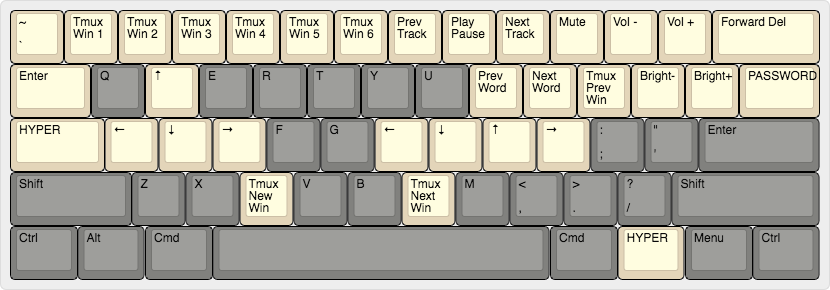 ~
`
Tmux Win 1
Tmux Win 2
Tmux Win 3
Tmux Win 4
Tmux Win 5
Tmux Win 6
Prev Track
Play Pause
Next Track
Mute
Vol -
Vol +
Forward Del
Enter
Q
↑
E
R
T
Y
U
Prev Word
Next Word
Tmux Prev Win
Bright-
Bright+
PASSWORD
HYPER
←
↓
→
F
G
←
↓
↑
→
:
;
"
'
Enter
Shift
Z
X
Tmux New Win
V
B
Tmux Next Win
M
<
,
>
.
?
/
Shift
Ctrl
Alt
Cmd
Cmd
HYPER
Menu
Ctrl